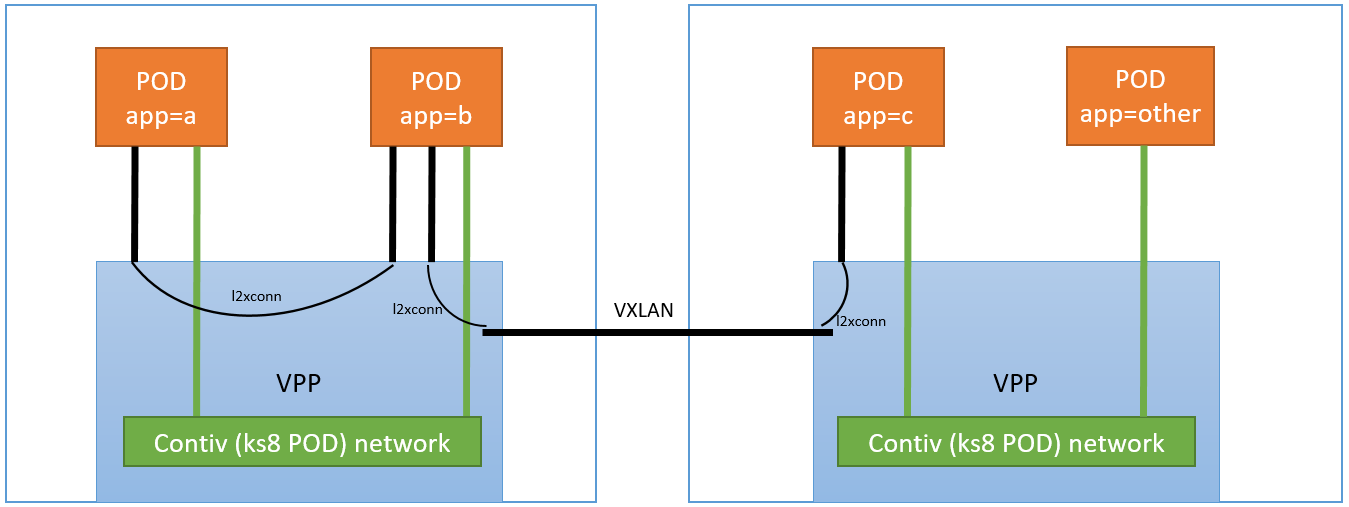 POD
app=a
POD
app=b
POD
app=c
POD
app=other
l2xconn
l2xconn
VXLAN
l2xconn
VPP
VPP
Contiv (ks8 POD) network
Contiv (ks8 POD) network